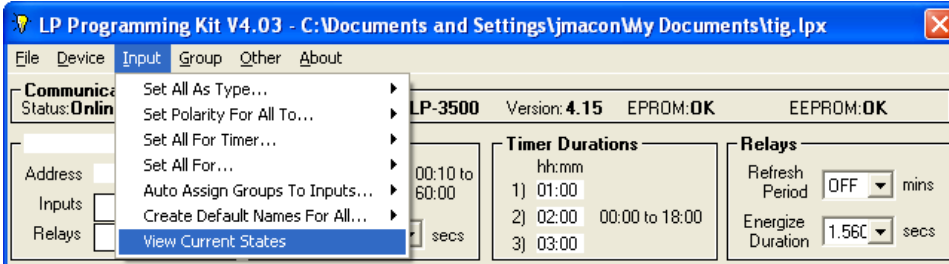 LP Programming Kit V4.03 - C:\Documents and Settings\jmacon\My Documents\tig.lpx
File Device Input Group Other About
Set All As Type...
Set Polarity For All To...
Set All For Timer...
Set All For...
Auto Assign Groups To Inputs...
Create Default Names For All...
View Current States
Communica
Status: Onlin
LP-3500 Version: 4.15 EPROM: OK EEPROM: OK
Address
Inputs
Relays
00:10 to
60:00
secs
Timer Durations
hh:mm
1) 01:00
2) 02:00 00:00 to 18:00
3) 03:00
Relays
Refresh
Period OFF mins
Energize
Duration 1.560 secs